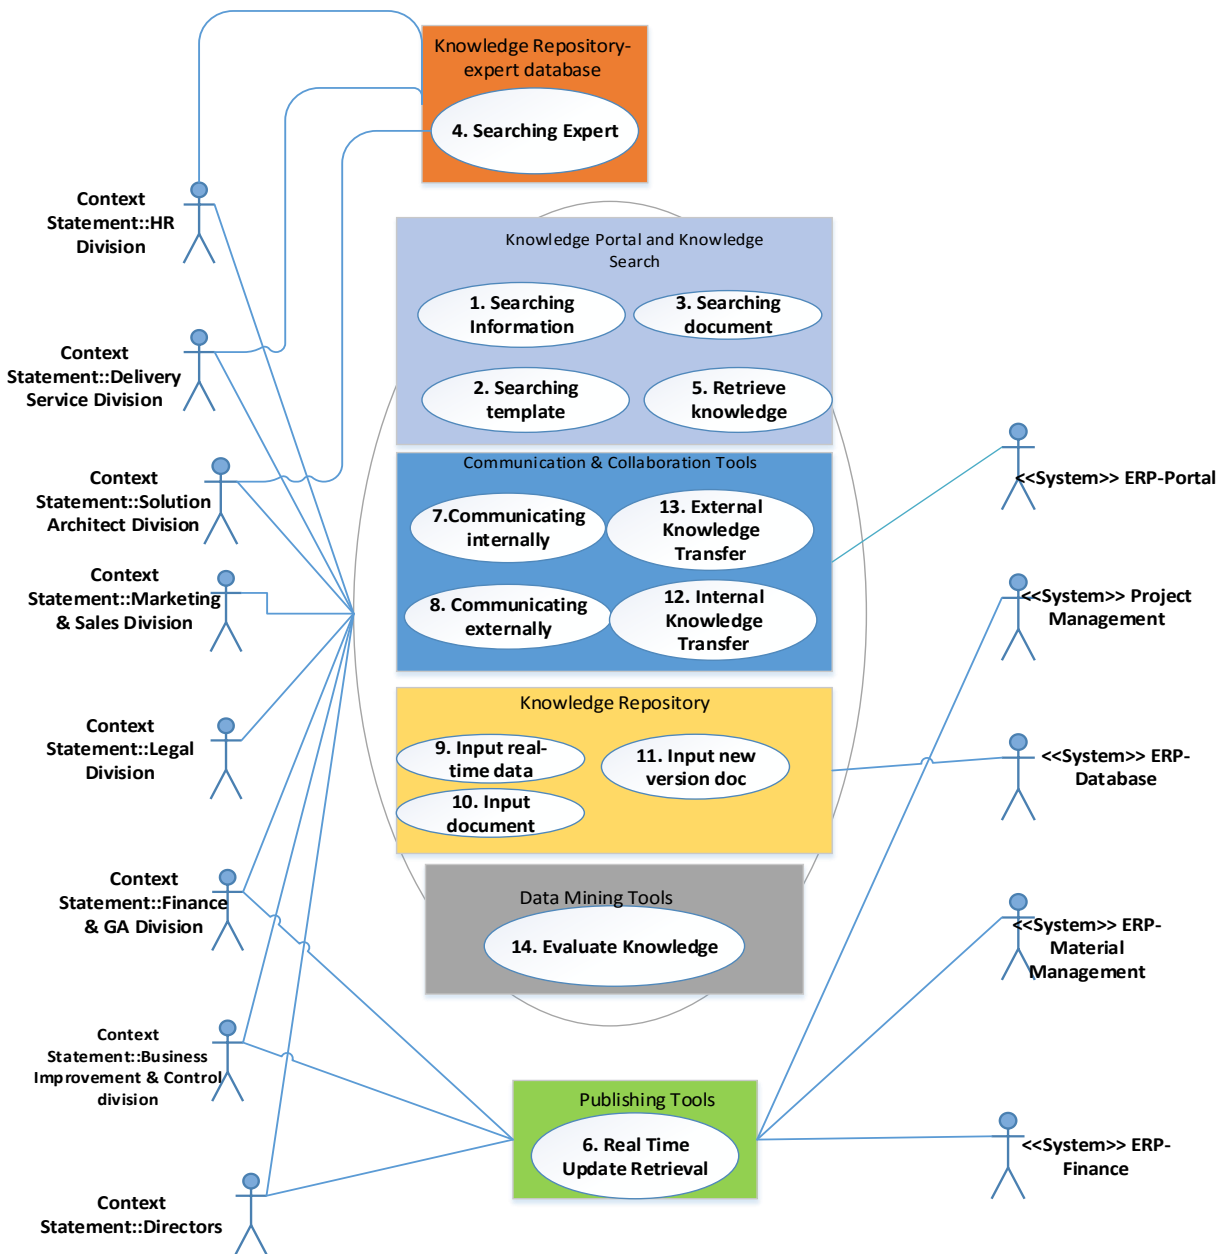 Knowledge Repository-
expert database
4. Searching Expert
Context
Statement::HR
Division
Knowledge Portal and Knowledge
Search
1. Searching
Information
3. Searching
document
2. Searching
template
5. Retrieve
knowledge
Context
Statement::Delivery
Service Division
Communication & Collaboration Tools
7.Communicating
internally
13. External
Knowledge
Transfer
8. Communicating
externally
12. Internal
Knowledge
Transfer
Context
Statement::Solution
Architect Division
<<System>> ERP-Portal
Context
Statement::Marketing
& Sales Division
<<System>> Project
Management
Knowledge Repository
9. Input real-
time data
11. Input new
version doc
10. Input
document
Context
Statement::Legal
Division
<<System>> ERP-
Database
Data Mining Tools
14. Evaluate Knowledge
Context
Statement::Finance
& GA Division
<<System>> ERP-
Material
Management
Context
Statement::Business
Improvement & Control
division
Publishing Tools
6. Real Time
Update Retrieval
<<System>> ERP-
Finance
Context
Statement::Directors